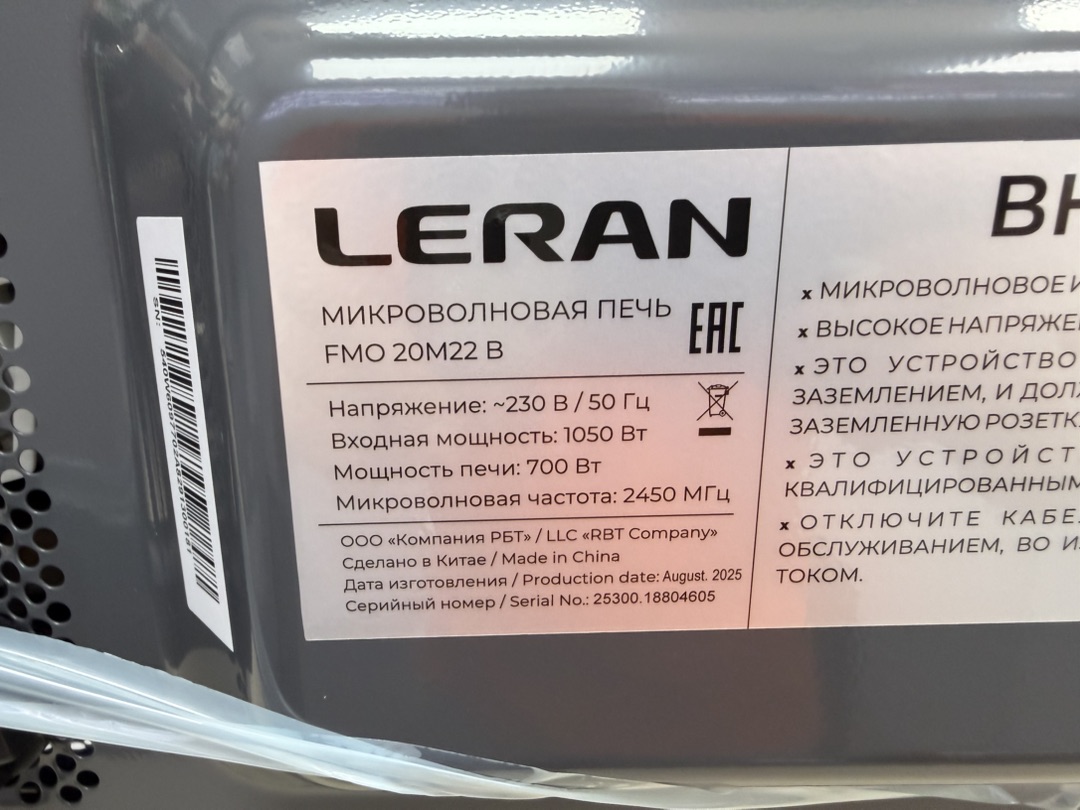 LERAN
МИКРОВОЛНОВАЯ ПЕЧЬ
FMO 20M22 B
EAC
Напряжение: ~230 В / 50 Гц
Входная мощность: 1050 Вт
Мощность печи: 700 Вт
Микроволновая частота: 2450 МГц
ООО «Компания РБТ» / LLC «RBT Company»
Сделано в Китае / Made in China
Дата изготовления / Production date: August. 2025
Серийный номер / Serial No.: 25300.18804605
х МИКРОВОЛНОВОЕ
х ВЫСОКОЕ НАПРЯЖЕ
х ЭТО УСТРОЙСТВО
ЗАЗЕМЛЕНИЕМ, И ДОЛ
ЗАЗЕМЛЕННУЮ РОЗЕТК
х ЭТО УСТРОЙСТ
КВАЛИФИЦИРОВАННЫМ
х ОТКЛЮЧИТЕ КАБЕ
ОБСЛУЖИВАНИЕМ, ВО И
ТОКОМ.
SN: